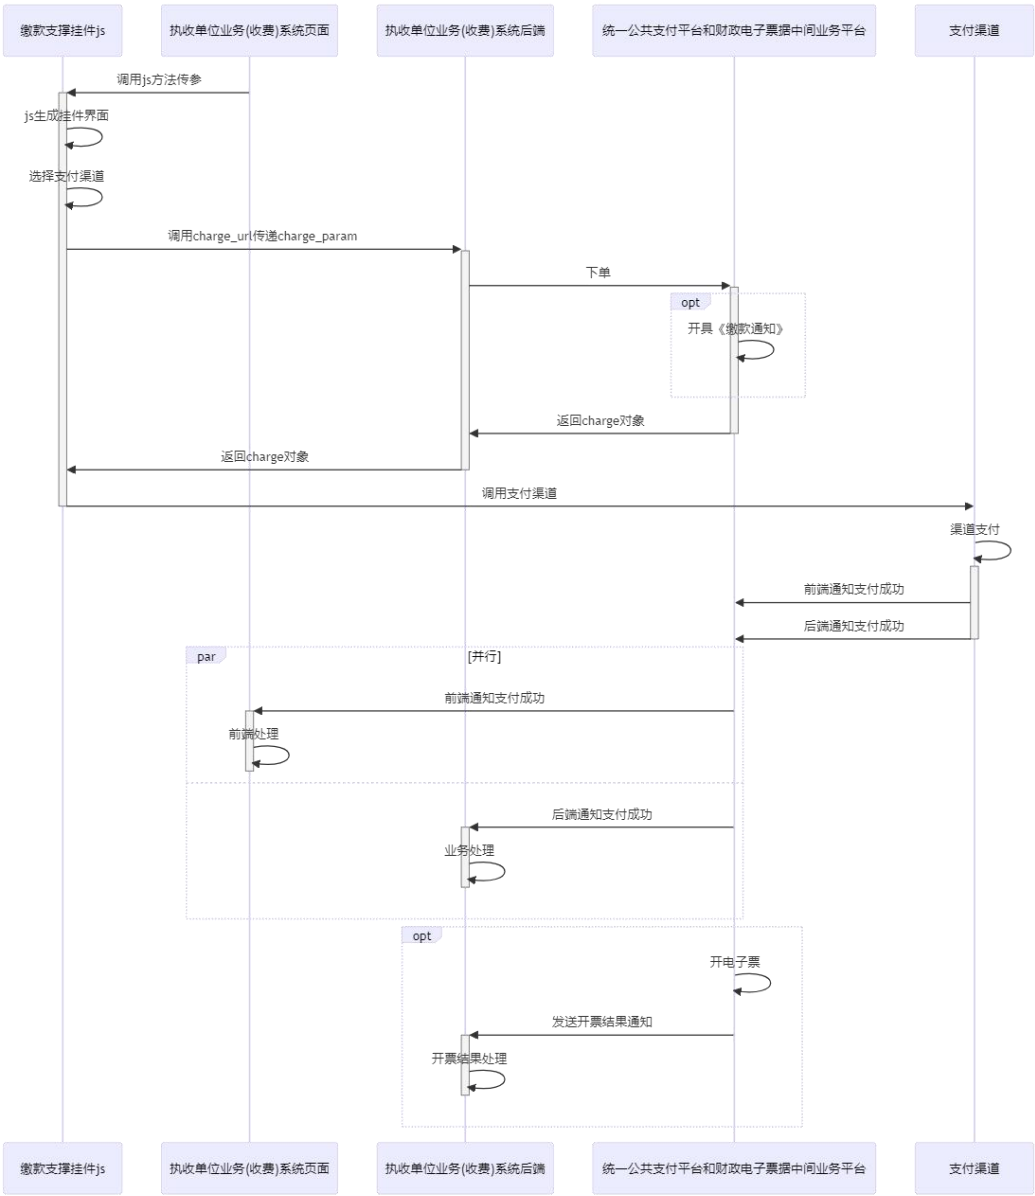 缴款支撑挂件js
执收单位业务(收费)系统页面
执收单位业务(收费)系统后端
统一公共支付平台和财政电子票据中间业务平台
支付渠道
调用js方法传参
js生成挂件界面
选择支付渠道
调用charge_url传递charge_param
下单
opt
开具《缴款通知》
返回charge对象
返回charge对象
调用支付渠道
渠道支付
前端通知支付成功
后端通知支付成功
par
[并行]
前端通知支付成功
前端处理
后端通知支付成功
业务处理
opt
开电子票
发送开票结果通知
开票结果处理
缴款支撑挂件js
执收单位业务(收费)系统页面
执收单位业务(收费)系统后端
统一公共支付平台和财政电子票据中间业务平台
支付渠道